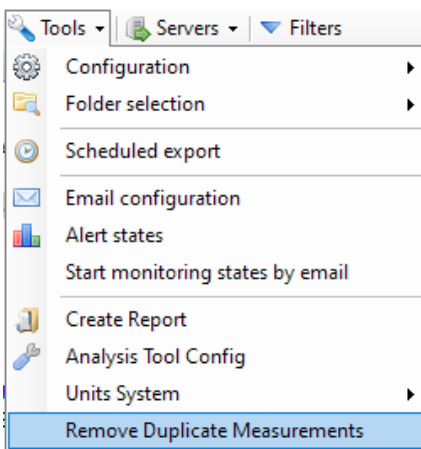 Tools Servers Filters
Configuration
Folder selection
Scheduled export
Email configuration
Alert states
Start monitoring states by email
Create Report
Analysis Tool Config
Units System
Remove Duplicate Measurements